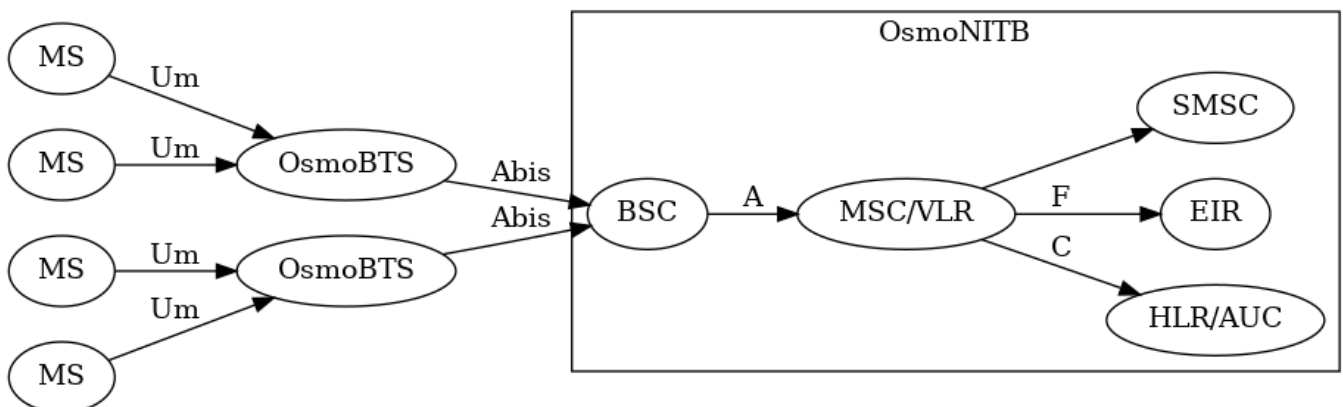 OsmoNITB
MS
Um
MS
Um
OsmoBTS
Abis
MS
Um
OsmoBTS
Abis
Um
MS
BSC
A
MSC/VLR
SMSC
F
EIR
C
HLR/AUC